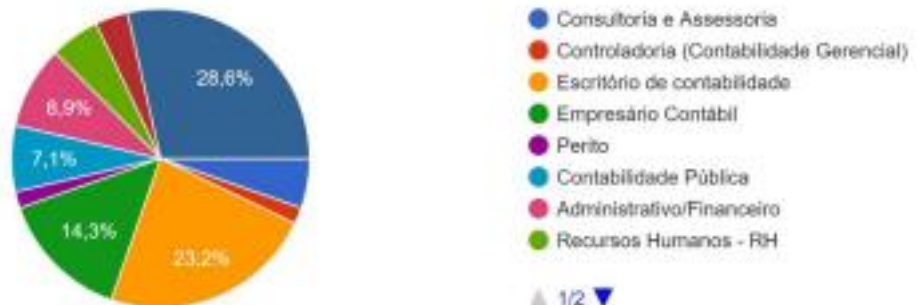 28,6%
8,9%
7,1%
14,3%
23,2%
Consultoria e Assessoria
Controladoria (Contabilidade Gerencial)
Escritório de contabilidade
Empresário Contábil
Perito
Contabilidade Pública
Administrativo/Financeiro
Recursos Humanos - RH
1/2